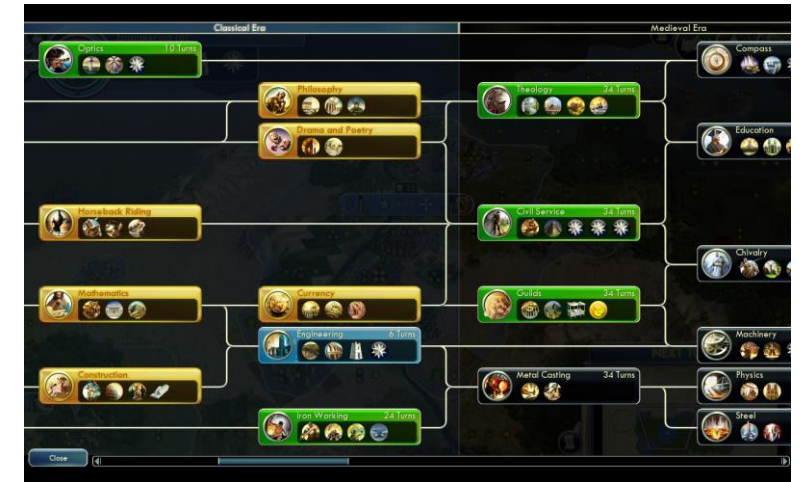 Classical Era
Medieval Era
Optics 10 Turns
Compass
Philosophy
Theology 34 Turns
Drama and Poetry
Education
Horseback Riding
Civil Service 34 Turns
Chivalry
Mathematics
Currency
Guilds 34 Turns
Engineering 6 Turns
Machinery
NEXT
Construction
Metal Casting 34 Turns
Physics
Iron Working 24 Turns
Steel
Close